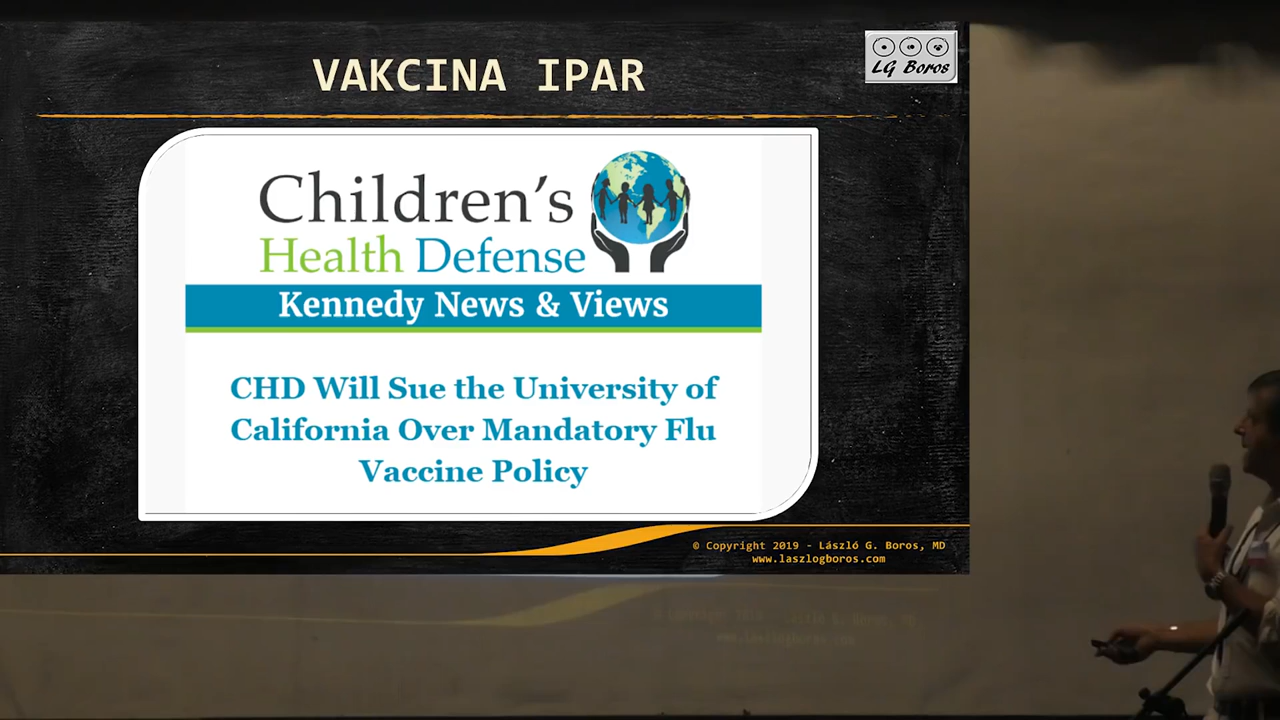 VAKCINA IPAR
LG Boros
Children's
Health Defense
Kennedy News & Views
CHD Will Sue the University of
California Over Mandatory Flu
Vaccine Policy
© Copyright 2019 - László G. Boros, MD
www.laszlogboros.com